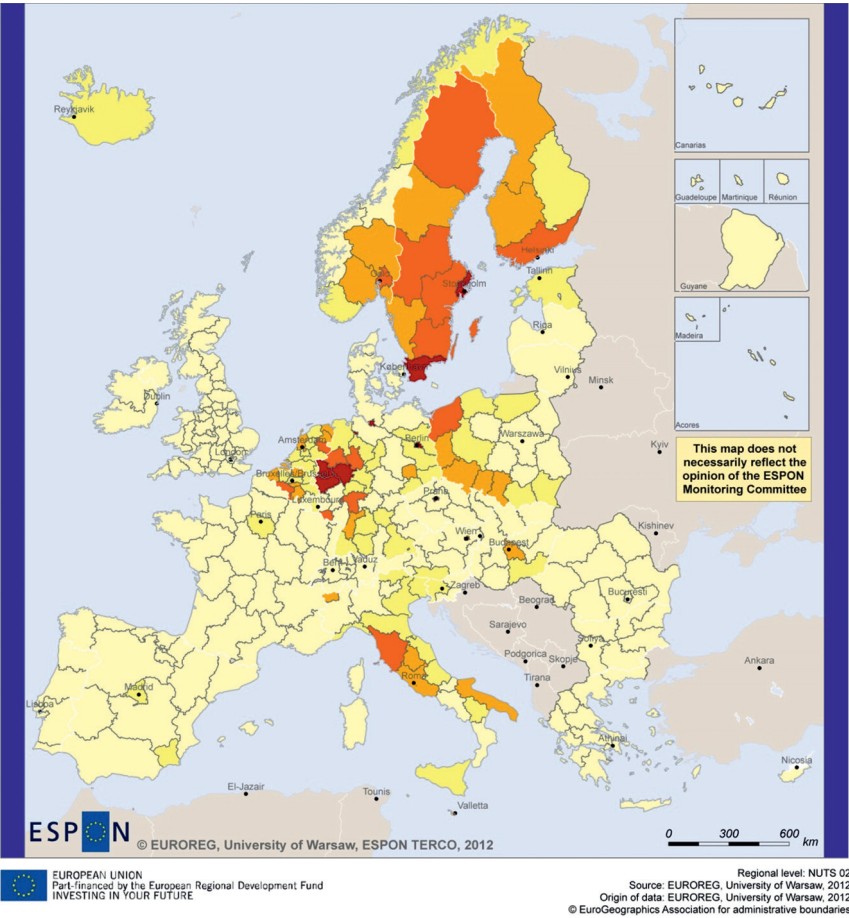 Reykjavik
Canarias
Guadeloupe
Martinique
Réunion
Guyane
Madeira
Acores
Helsinki
Oslo
Tallinn
Stockholm
Riga
København
Vilnius
Minsk
Dublin
Amsterdam
Berlin
Warszawa
London
Kyiv
This map does not
necessarily reflect the
opinion of the ESPON
Monitoring Committee
Bruxelles/Brussel
Praha
Luxembourg
Paris
Kishinev
Wien
Budapest
Bern
Vaduz
Zagreb
Beograd
Bucuresti
Sarajevo
Sofiya
Podgorica
Skopje
Ankara
Roma
Tirana
Madrid
Lisboa
Athinai
Nicosia
El-Jazair
Tounis
Valletta
ESPON
© EUROREG, University of Warsaw, ESPON TERCO, 2012
0 300 600
km
EUROPEAN UNION
Part-financed by the European Regional Development Fund
INVESTING IN YOUR FUTURE
Regional level: NUTS 02
Source: EUROREG, University of Warsaw, 2012
Origin of data: EUROREG, University of Warsaw, 2012
© EuroGeographics Association for administrative boundaries